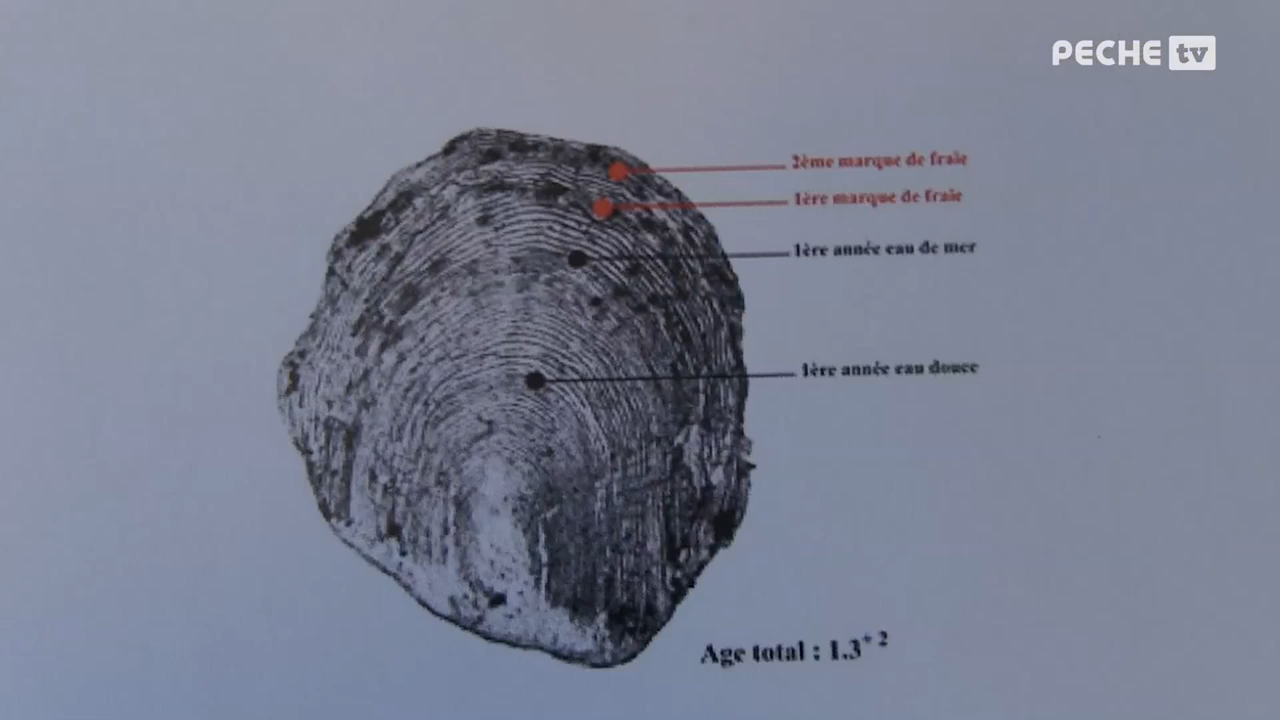 PECHE tv
2ème marque de fraie
1ère marque de fraie
1ère année eau de mer
1ère année eau douce
Age total : 1.3⁺ ²